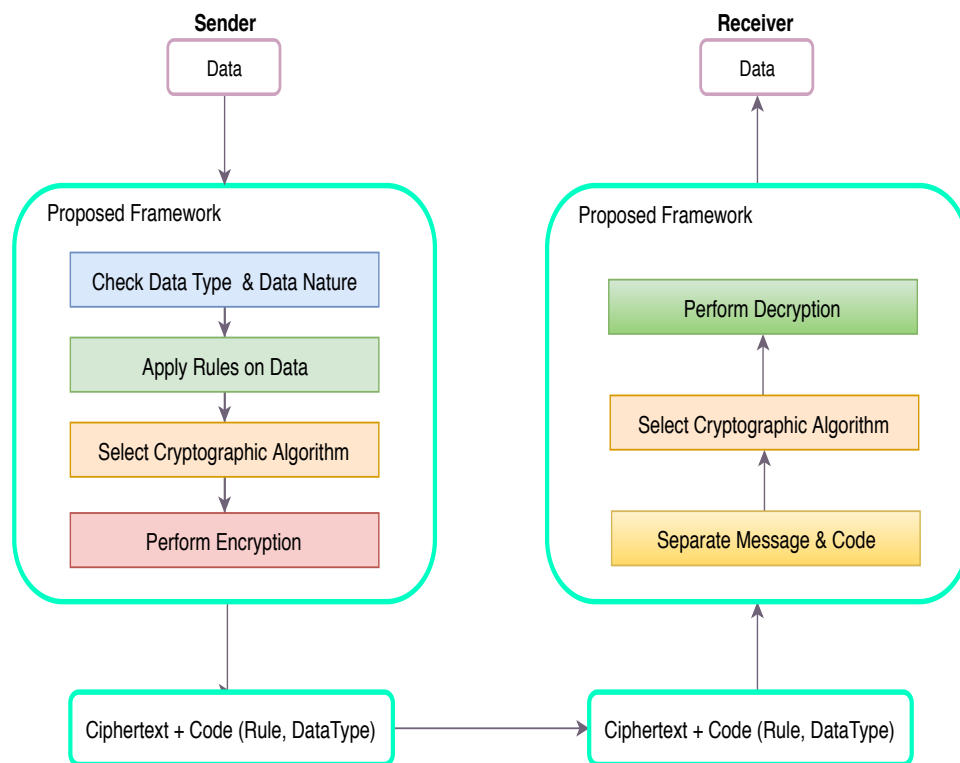 Sender
Data
Proposed Framework
Check Data Type & Data Nature
Apply Rules on Data
Select Cryptographic Algorithm
Perform Encryption
Ciphertext + Code (Rule, DataType)
Receiver
Data
Proposed Framework
Perform Decryption
Select Cryptographic Algorithm
Separate Message & Code
Ciphertext + Code (Rule, DataType)